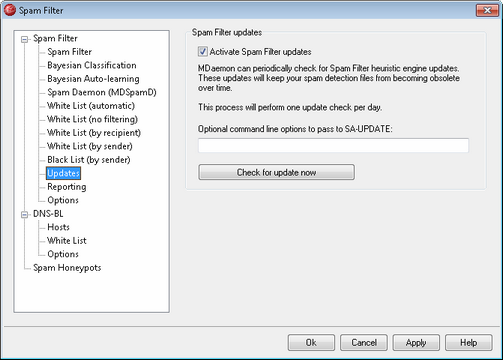 Spam Filter
Spam Filter
Spam Filter
Bayesian Classification
Bayesian Auto-learning
Spam Daemon (MDSpamD)
White List (automatic)
White List (no filtering)
White List (by recipient)
White List (by sender)
Black List (by sender)
Updates
Reporting
Options
DNS-BL
Hosts
White List
Options
Spam Honeypots
Spam Filter updates
Activate Spam Filter updates
MDaemon can periodically check for Spam Filter heuristic engine updates.
These updates will keep your spam detection files from becoming obsolete
over time.
This process will perform one update check per day.
Optional command line options to pass to SA-UPDATE:
Check for update now
Ok
Cancel
Apply
Help